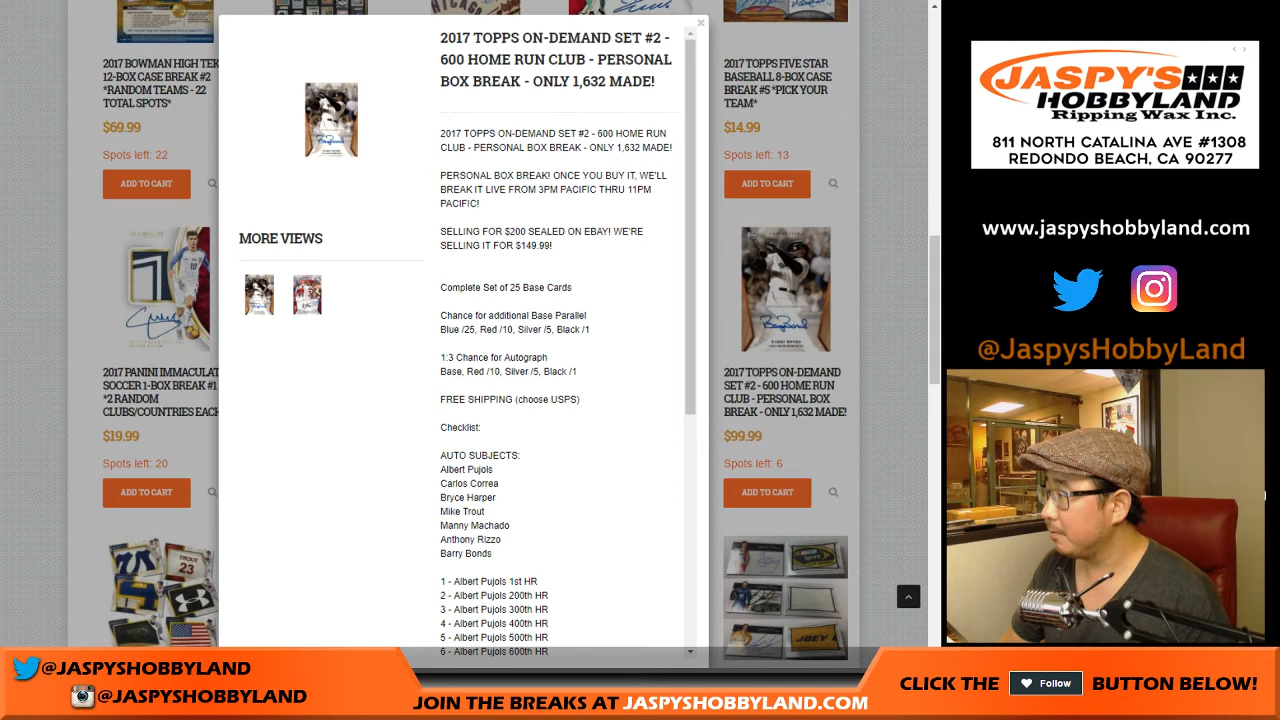 2017 BOWMAN HIGH TEK
12-BOX CASE BREAK #2
*RANDOM TEAMS - 22
TOTAL SPOTS*
$69.99
Spots left: 22
ADD TO CART
2017 PANINI IMMACULAT
SOCCER 1-BOX BREAK #1
*2 RANDOM
CLUBS/COUNTRIES EACH
$19.99
Spots left: 20
ADD TO CART
MORE VIEWS
2017 TOPPS ON-DEMAND SET #2 -
600 HOME RUN CLUB - PERSONAL
BOX BREAK - ONLY 1,632 MADE!
2017 TOPPS ON-DEMAND SET #2 - 600 HOME RUN
CLUB - PERSONAL BOX BREAK - ONLY 1,632 MADE!
PERSONAL BOX BREAK! ONCE YOU BUY IT, WE'LL
BREAK IT LIVE FROM 3PM PACIFIC THRU 11PM
PACIFIC!
SELLING FOR $200 SEALED ON EBAY! WE'RE
SELLING IT FOR $149.99!
Complete Set of 25 Base Cards
Chance for additional Base Parallel
Blue /25, Red /10, Silver /5, Black /1
1:3 Chance for Autograph
Base, Red /10, Silver /5, Black /1
FREE SHIPPING (choose USPS)
Checklist:
AUTO SUBJECTS:
Albert Pujols
Carlos Correa
Bryce Harper
Mike Trout
Manny Machado
Anthony Rizzo
Barry Bonds
1 - Albert Pujols 1st HR
2 - Albert Pujols 200th HR
3 - Albert Pujols 300th HR
4 - Albert Pujols 400th HR
5 - Albert Pujols 500th HR
6 - Albert Pujols 600th HR
2017 TOPPS FIVE STAR
BASEBALL 8-BOX CASE
BREAK #5 *PICK YOUR
TEAM*
$14.99
Spots left: 13
ADD TO CART
2017 TOPPS ON-DEMAND
SET #2 - 600 HOME RUN
CLUB - PERSONAL BOX
BREAK - ONLY 1,632 MADE!
$99.99
Spots left: 6
ADD TO CART
TROUT
23
JASPY'S
HOBBYLAND
Ripping Wax Inc.
811 NORTH CATALINA AVE #1308
REDONDO BEACH, CA 90277
www.jaspyshobbyland.com
@JaspysHobbyLand
@JASPYSHOBBYLAND
@JASPYSHOBBYLAND
JOIN THE BREAKS AT JASPYSHOBBYLAND.COM
CLICK THE Follow BUTTON BELOW!